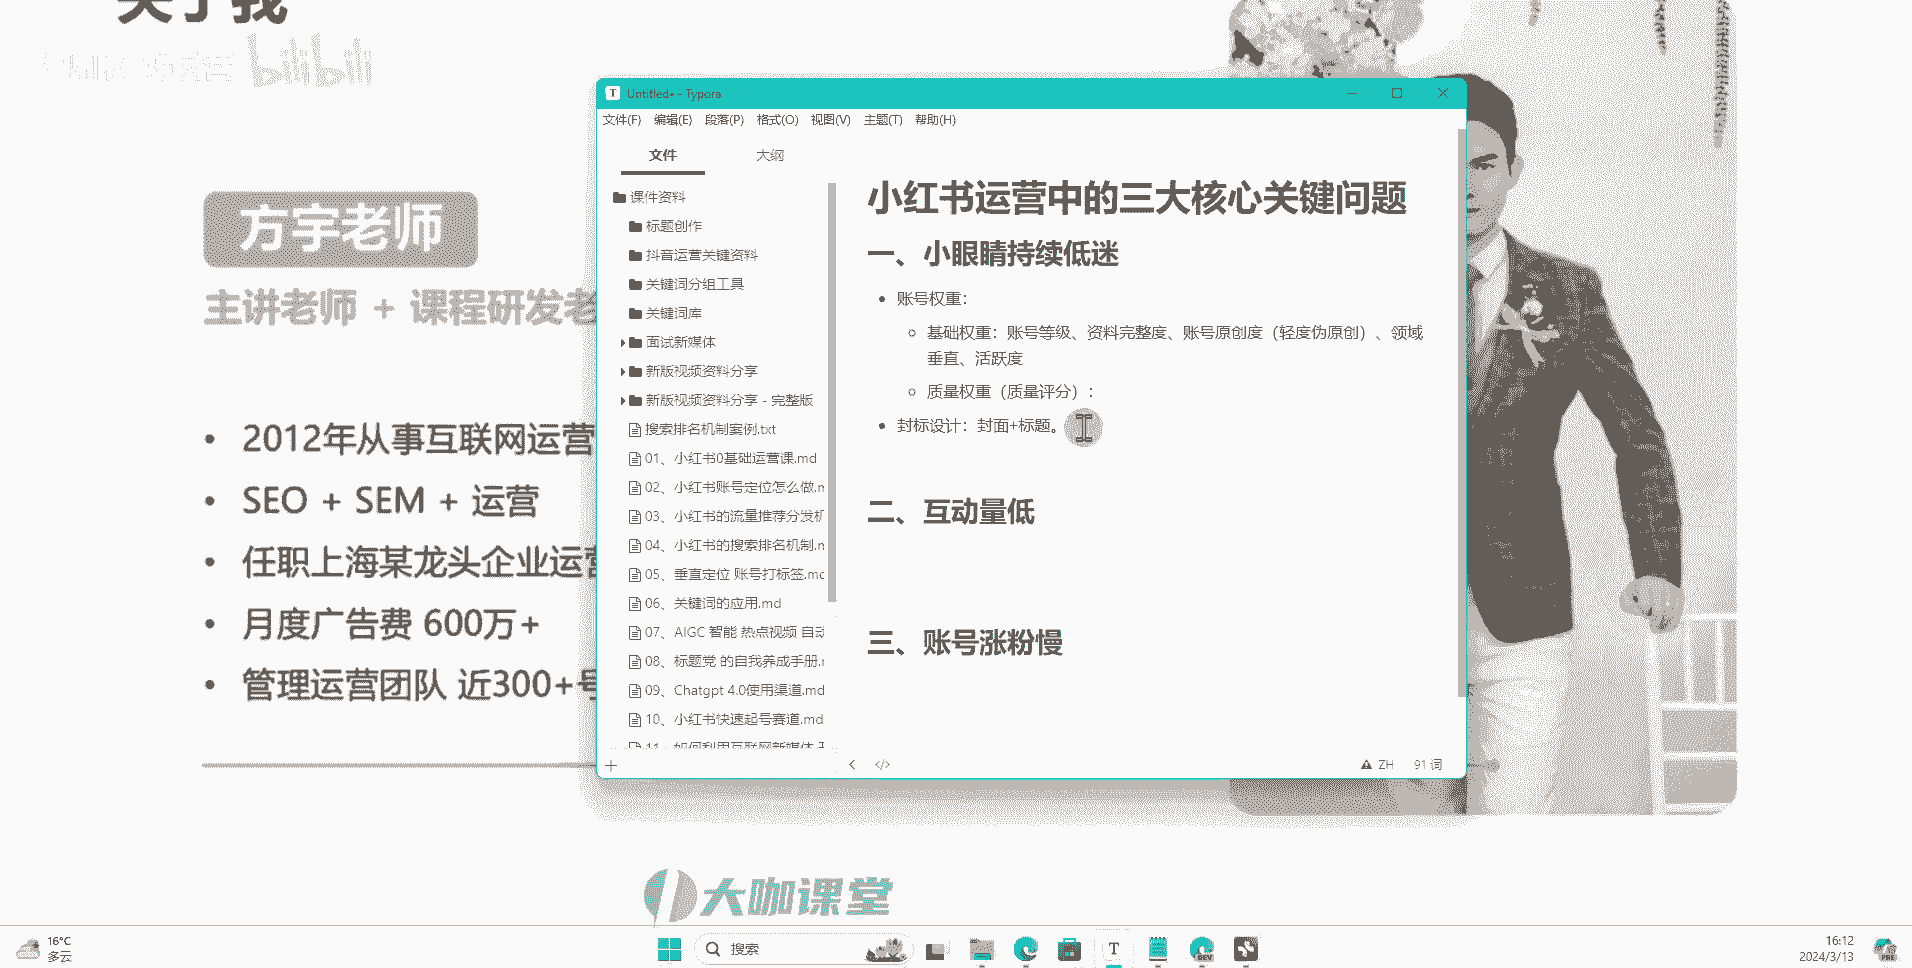 关于我
bilibili
方宇老师
主讲老师 + 课程研发老
2012年从事互联网运营
SEO + SEM + 运营
任职上海某龙头企业运营
月度广告费 600万+
管理运营团队 近300+号
Untitled• - Typora
文件(F) 编辑(E) 段落(P) 格式(O) 视图(V) 主题(T) 帮助(H)
文件 大纲
课件资料
标题创作
抖音运营关键资料
关键词分组工具
关键词库
面试新媒体
新版视频资料分享
新版视频资料分享 - 完整版
搜索排名机制案例.txt
01、小红书0基础运营课.md
02、小红书账号定位怎么做.m
03、小红书的流量推荐分发机
04、小红书的搜索排名机制.m
05、垂直定位 账号打标签.mc
06、关键词的应用.md
07、AIGC 智能 热点视频 自动
08、标题党 的自我养成手册.r
09、Chatgpt 4.0使用渠道.md
10、小红书快速起号赛道.md
11、如何利用互联网新媒体
小红书运营中的三大核心关键问题
一、小眼睛持续低迷
账号权重：
基础权重：账号等级、资料完整度、账号原创度（轻度伪原创）、领域
垂直、活跃度
质量权重（质量评分）：
封标设计：封面+标题。
二、互动量低
三、账号涨粉慢
ZH 91 词
大咖课堂
16°C
多云
搜索
T
DEV
16:12
2024/3/13
PRE